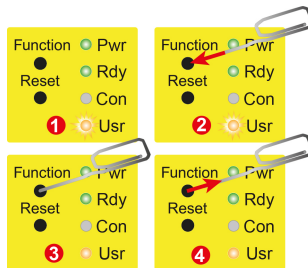 Function Pwr
Rdy
Reset
Con
1 Usr
Function Pwr
Rdy
Reset
Con
2 Usr
Function Pwr
Rdy
Reset
Con
3 Usr
Function Pwr
Rdy
Reset
Con
4 Usr